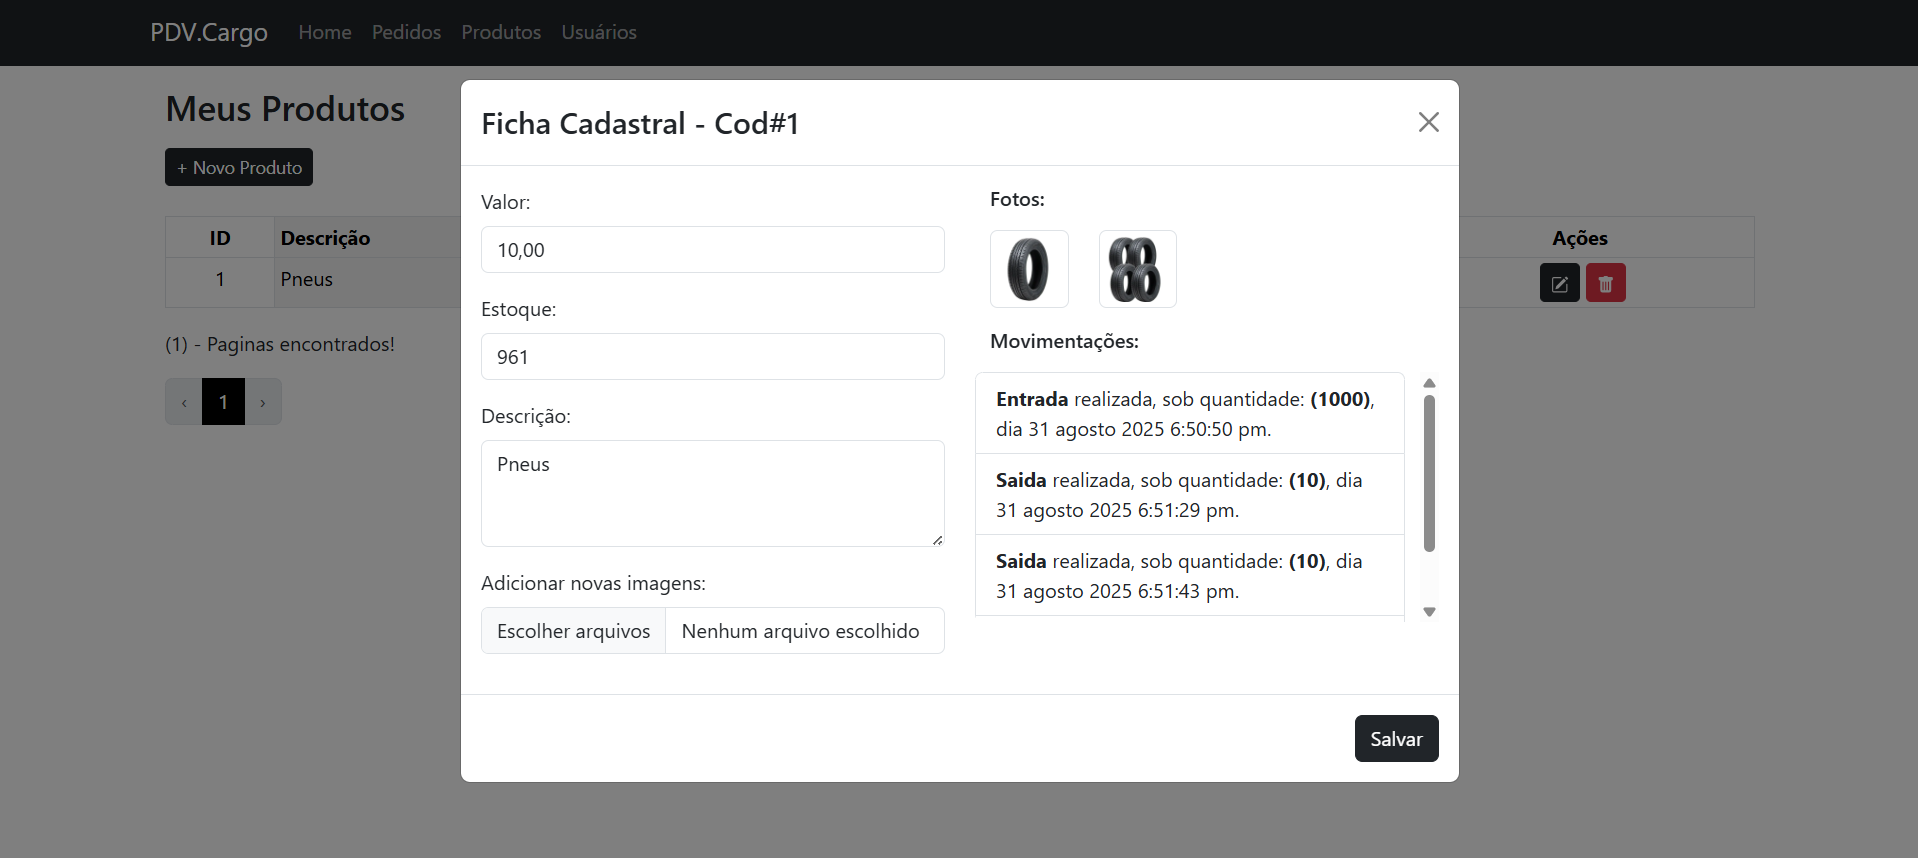 PDV.Cargo Home Pedidos Produtos Usuários
Meus Produtos
+ Novo Produto
ID Descrição Ações
1 Pneus
(1) - Paginas encontrados!
‹ 1 ›
Ficha Cadastral - Cod#1
Valor:
10,00
Estoque:
961
Descrição:
Pneus
Adicionar novas imagens:
Escolher arquivos Nenhum arquivo escolhido
Fotos:
Movimentações:
Entrada realizada, sob quantidade: (1000),
dia 31 agosto 2025 6:50:50 pm.
Saida realizada, sob quantidade: (10), dia
31 agosto 2025 6:51:29 pm.
Saida realizada, sob quantidade: (10), dia
31 agosto 2025 6:51:43 pm.
Salvar